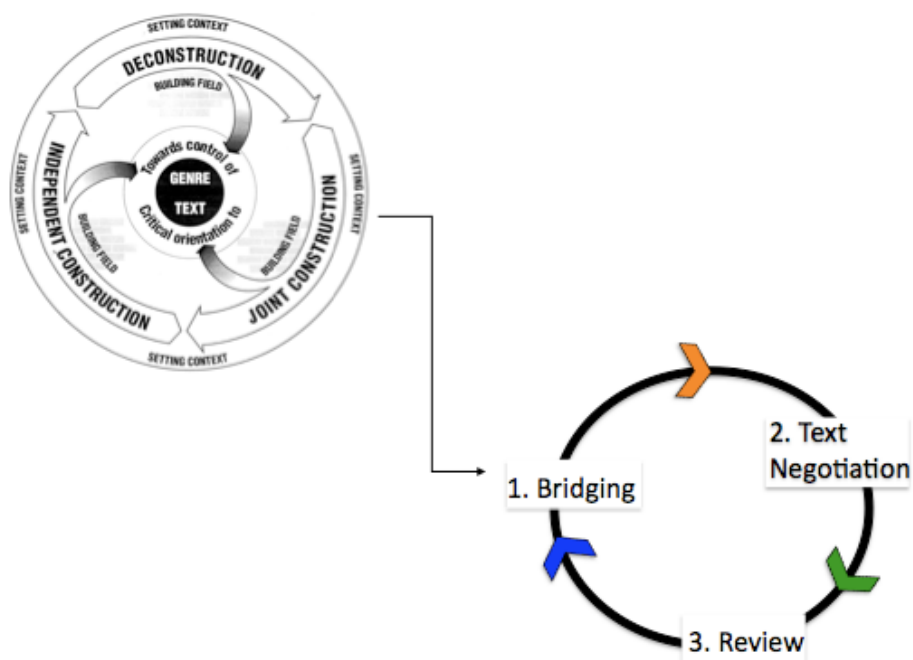 SETTING CONTEXT
DECONSTRUCTION
BUILDING FIELD
SETTING CONTEXT
INDEPENDENT CONSTRUCTION
BUILDING FIELD
Towards control of
GENRE
TEXT
Critical orientation to
BUILDING FIELD
JOINT CONSTRUCTION
SETTING CONTEXT
SETTING CONTEXT
1. Bridging
2. Text
Negotiation
3. Review